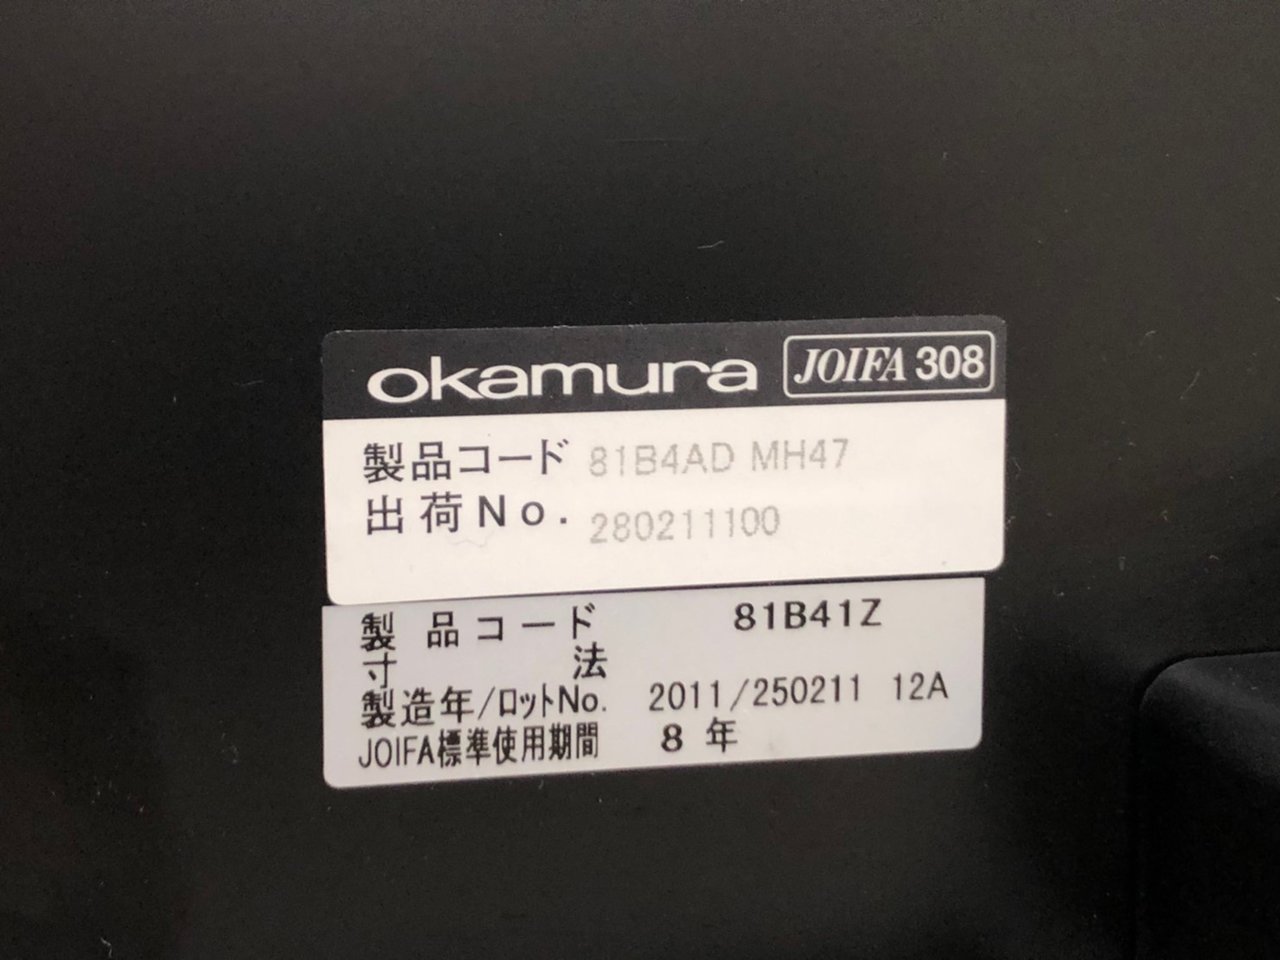 okamura JOIFA 308
製品コード 81B4AD MH47
出荷No. 280211100
製品コード 81B41Z
寸法
製造年/ロットNo. 2011/250211 12A
JOIFA標準使用期間 8年